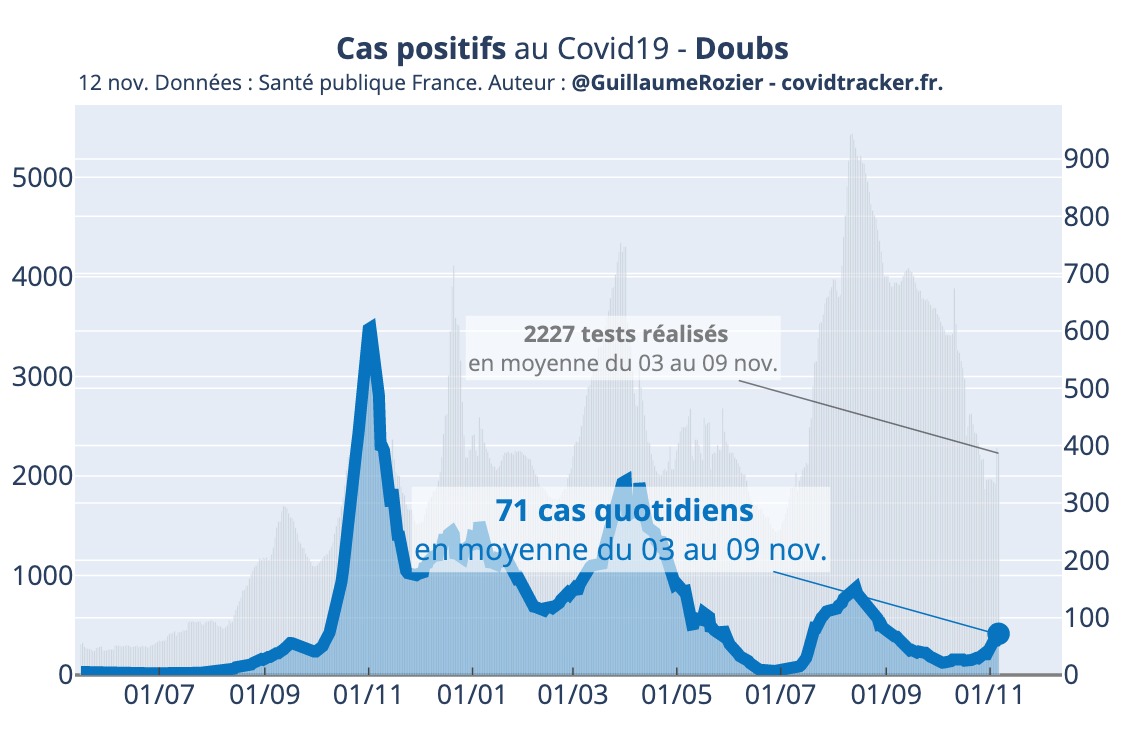 Cas positifs au Covid19 - Doubs
12 nov. Données : Santé publique France. Auteur : @GuillaumeRozier - covidtracker.fr.
5000
4000
3000
2000
1000
0
900
800
700
600
500
400
300
200
100
0
2227 tests réalisés
en moyenne du 03 au 09 nov.
71 cas quotidiens
en moyenne du 03 au 09 nov.
01/07 01/09 01/11 01/01 01/03 01/05 01/07 01/09 01/11